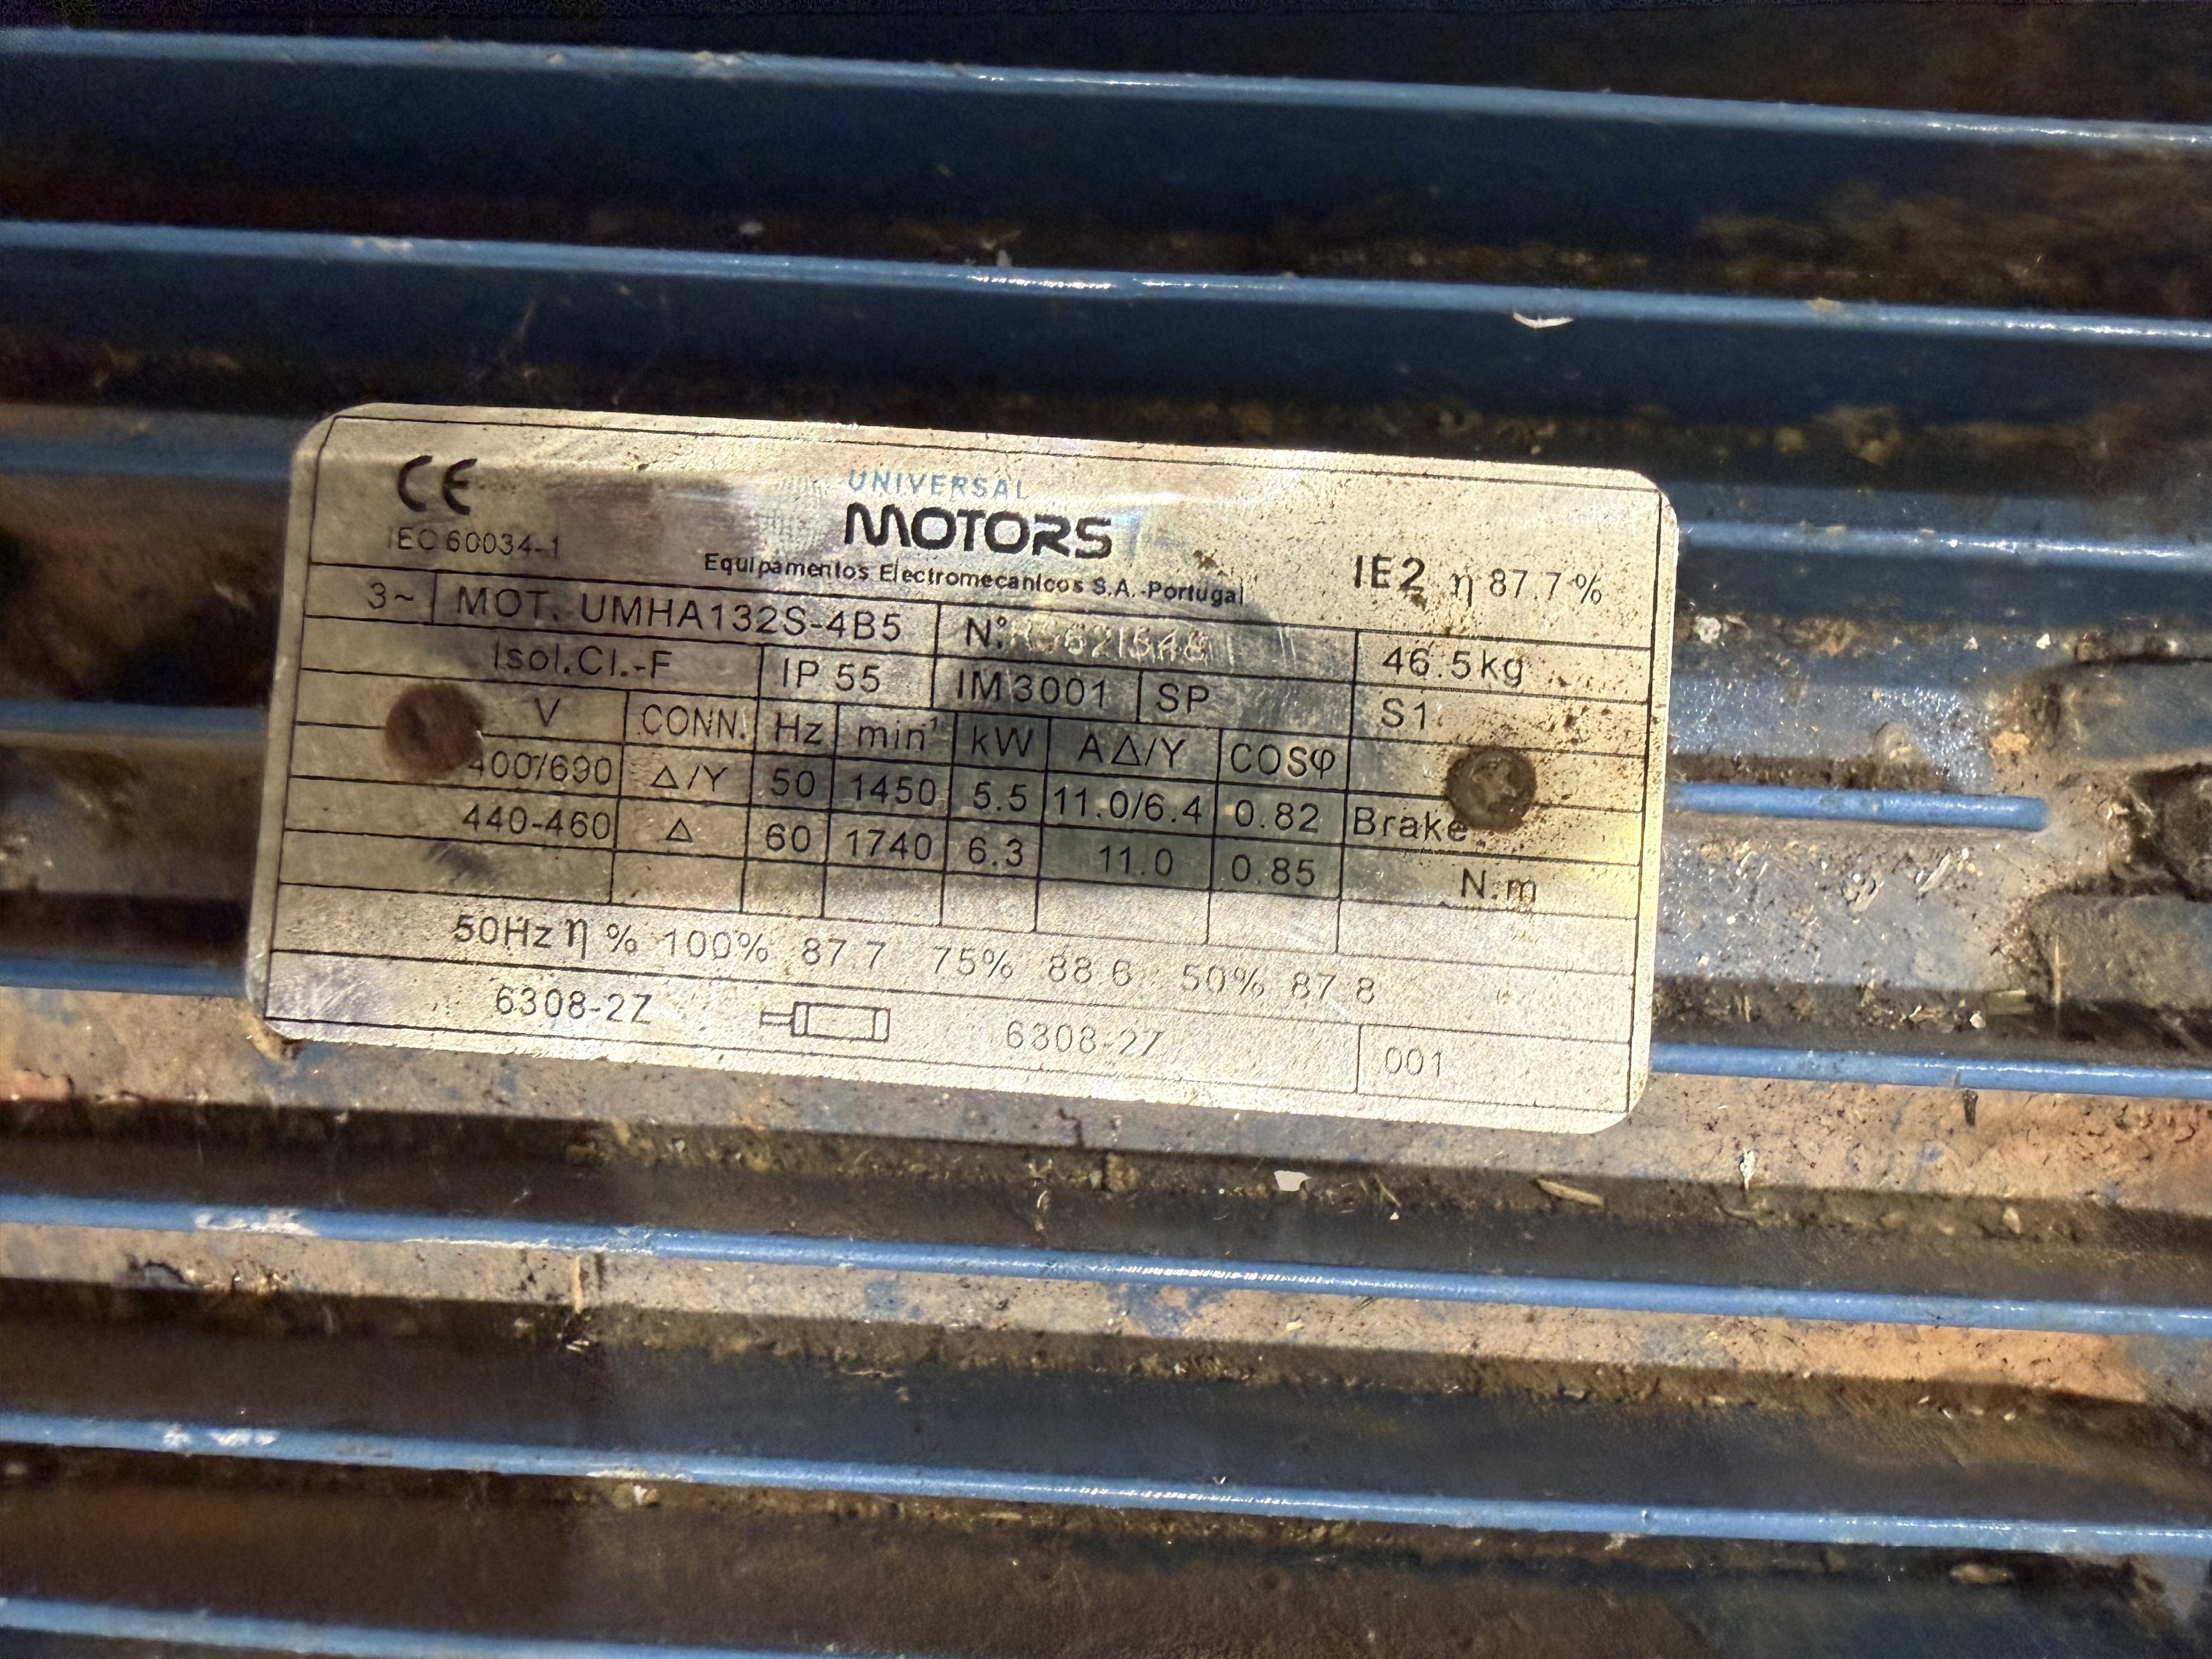 CE
UNIVERSAL
MOTORS
IEC 60034-1
Equipamentos Electromecanicos S.A.-Portugal
IE2 η 87.7%
3~ MOT. UMHA132S-4B5 N° 46.5kg
Isol.Cl.-F IP 55 IM 3001 SP S1
V CONN. Hz min⁻¹ kW A Δ/Y COSφ
400/690 Δ/Y 50 1450 5.5 11.0/6.4 0.82 Brake
440-460 Δ 60 1740 6.3 11.0 0.85 N.m
50Hz η % 100% 87.7 75% 88.6 50% 87.8
6308-2Z 6308-2Z 001